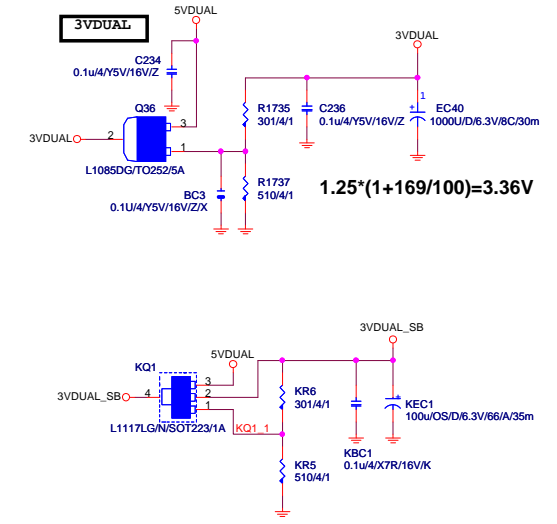 3VDUAL
5VDUAL
3VDUAL
C234
0.1u/4/Y5V/16V/Z
Q36
3
3VDUAL
2
1
L1085DG/TO252/5A
R1735
301/4/1
C236
0.1u/4/Y5V/16V/Z
1
EC40
1000U/D/6.3V/8C/30m
BC3
0.1U/4/Y5V/16V/Z/X
R1737
510/4/1
1.25*(1+169/100)=3.36V
3VDUAL_SB
5VDUAL
KQ1
3
2
1
3VDUAL_SB
4
L1117LG/N/SOT223/1A
KQ1_1
KR6
301/4/1
KR5
510/4/1
KBC1
0.1u/4/X7R/16V/K
KEC1
100u/OS/D/6.3V/66/A/35m